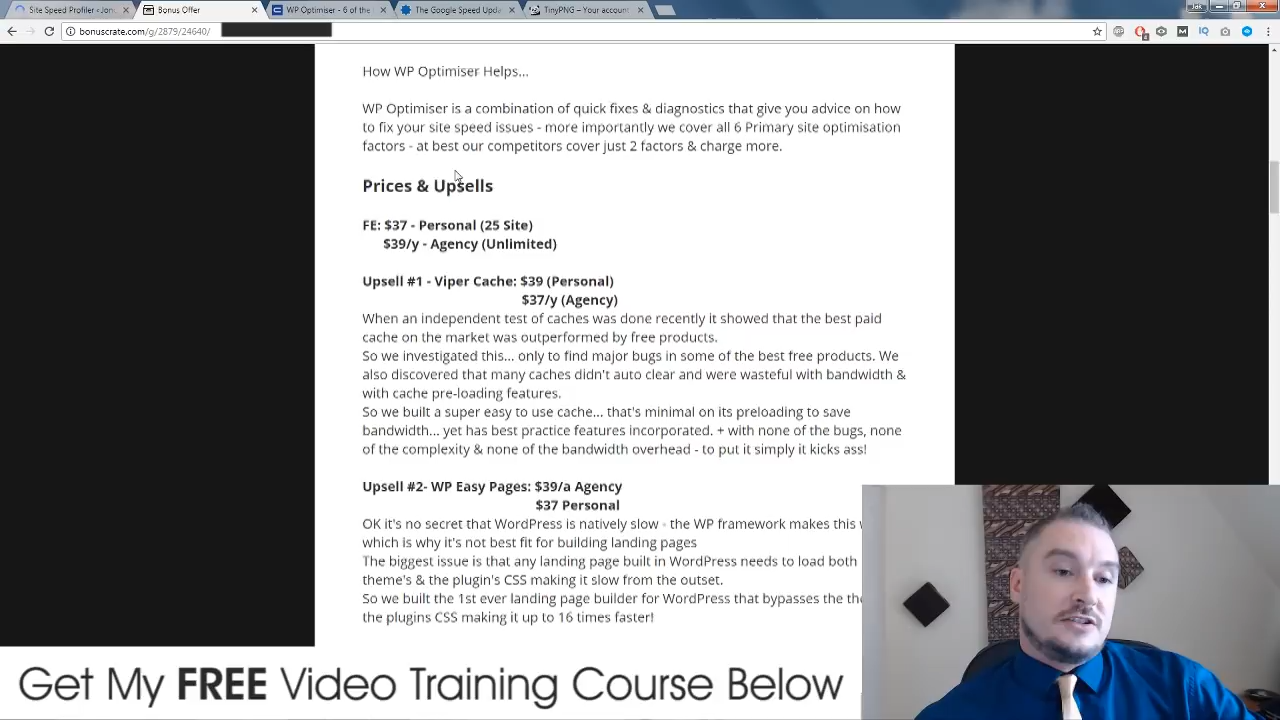 Site Speed Profiler - Jon
Bonus Offer
WP Optimiser - 6 of the
The Google Speed Upda
TinyPNG – Your account
Jak
bonuscrate.com/g/2879/24640/
How WP Optimiser Helps...
WP Optimiser is a combination of quick fixes & diagnostics that give you advice on how
to fix your site speed issues - more importantly we cover all 6 Primary site optimisation
factors - at best our competitors cover just 2 factors & charge more.
Prices & Upsells
FE: $37 - Personal (25 Site)
$39/y - Agency (Unlimited)
Upsell #1 - Viper Cache: $39 (Personal)
$37/y (Agency)
When an independent test of caches was done recently it showed that the best paid
cache on the market was outperformed by free products.
So we investigated this... only to find major bugs in some of the best free products. We
also discovered that many caches didn't auto clear and were wasteful with bandwidth &
with cache pre-loading features.
So we built a super easy to use cache... that's minimal on its preloading to save
bandwidth... yet has best practice features incorporated. + with none of the bugs, none
of the complexity & none of the bandwidth overhead - to put it simply it kicks ass!
Upsell #2- WP Easy Pages: $39/a Agency
$37 Personal
OK it's no secret that WordPress is natively slow - the WP framework makes this
which is why it's not best fit for building landing pages
The biggest issue is that any landing page built in WordPress needs to load both
theme's & the plugin's CSS making it slow from the outset.
So we built the 1st ever landing page builder for WordPress that bypasses the the
the plugins CSS making it up to 16 times faster!
Get My FREE Video Training Course Below